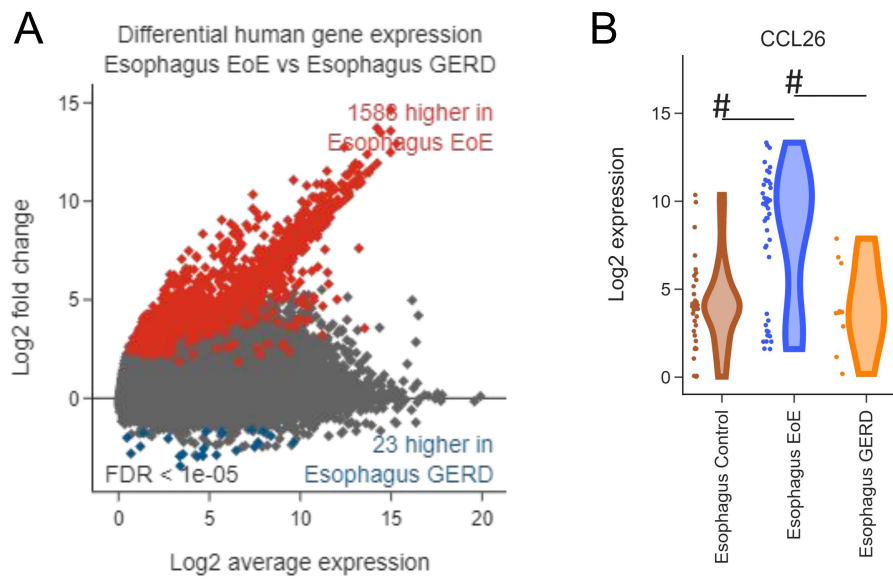 A
Differential human gene expression
Esophagus EoE vs Esophagus GERD
15
10
5
0
Log2 fold change
1588 higher in
Esophagus EoE
23 higher in
Esophagus GERD
FDR < 1e-05
0
5
10
15
20
Log2 average expression
B
CCL26
#
#
15
10
5
0
Log2 expression
Esophagus Control
Esophagus EoE
Esophagus GERD